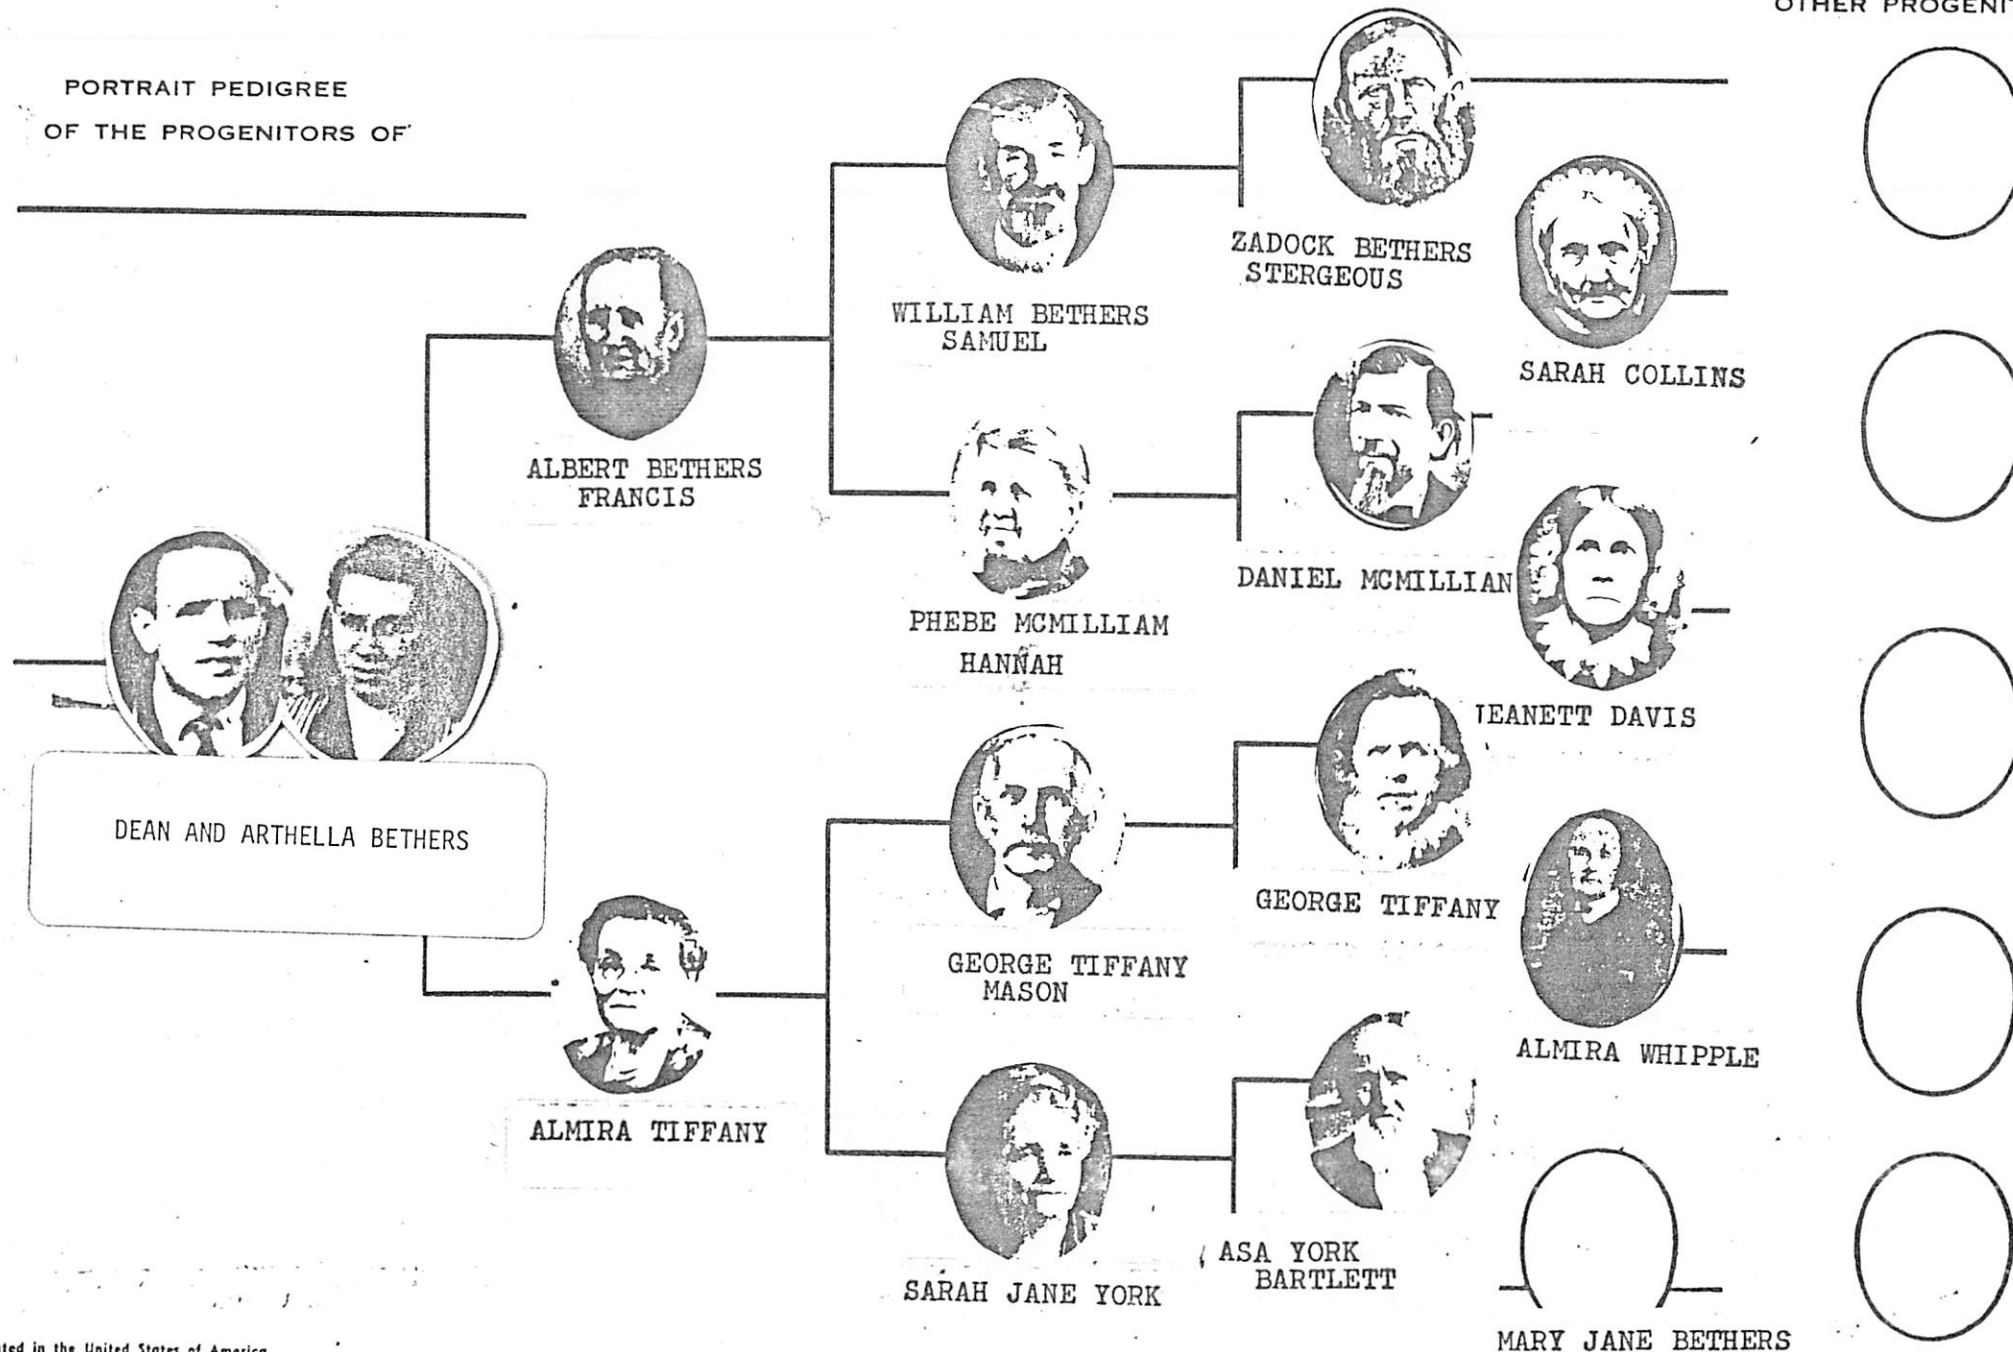 OTHER PROGENIT
PORTRAIT PEDIGREE
OF THE PROGENITORS OF
ZADOCK BETHERS
STERGEOUS
WILLIAM BETHERS
SAMUEL
SARAH COLLINS
ALBERT BETHERS
FRANCIS
DANIEL MCMILLIAN
PHEBE MCMILLIAM
HANNAH
JEANETT DAVIS
DEAN AND ARTHELLA BETHERS
GEORGE TIFFANY
GEORGE TIFFANY
MASON
ALMIRA WHIPPLE
ALMIRA TIFFANY
ASA YORK
BARTLETT
SARAH JANE YORK
MARY JANE BETHERS
ted in the United States of America